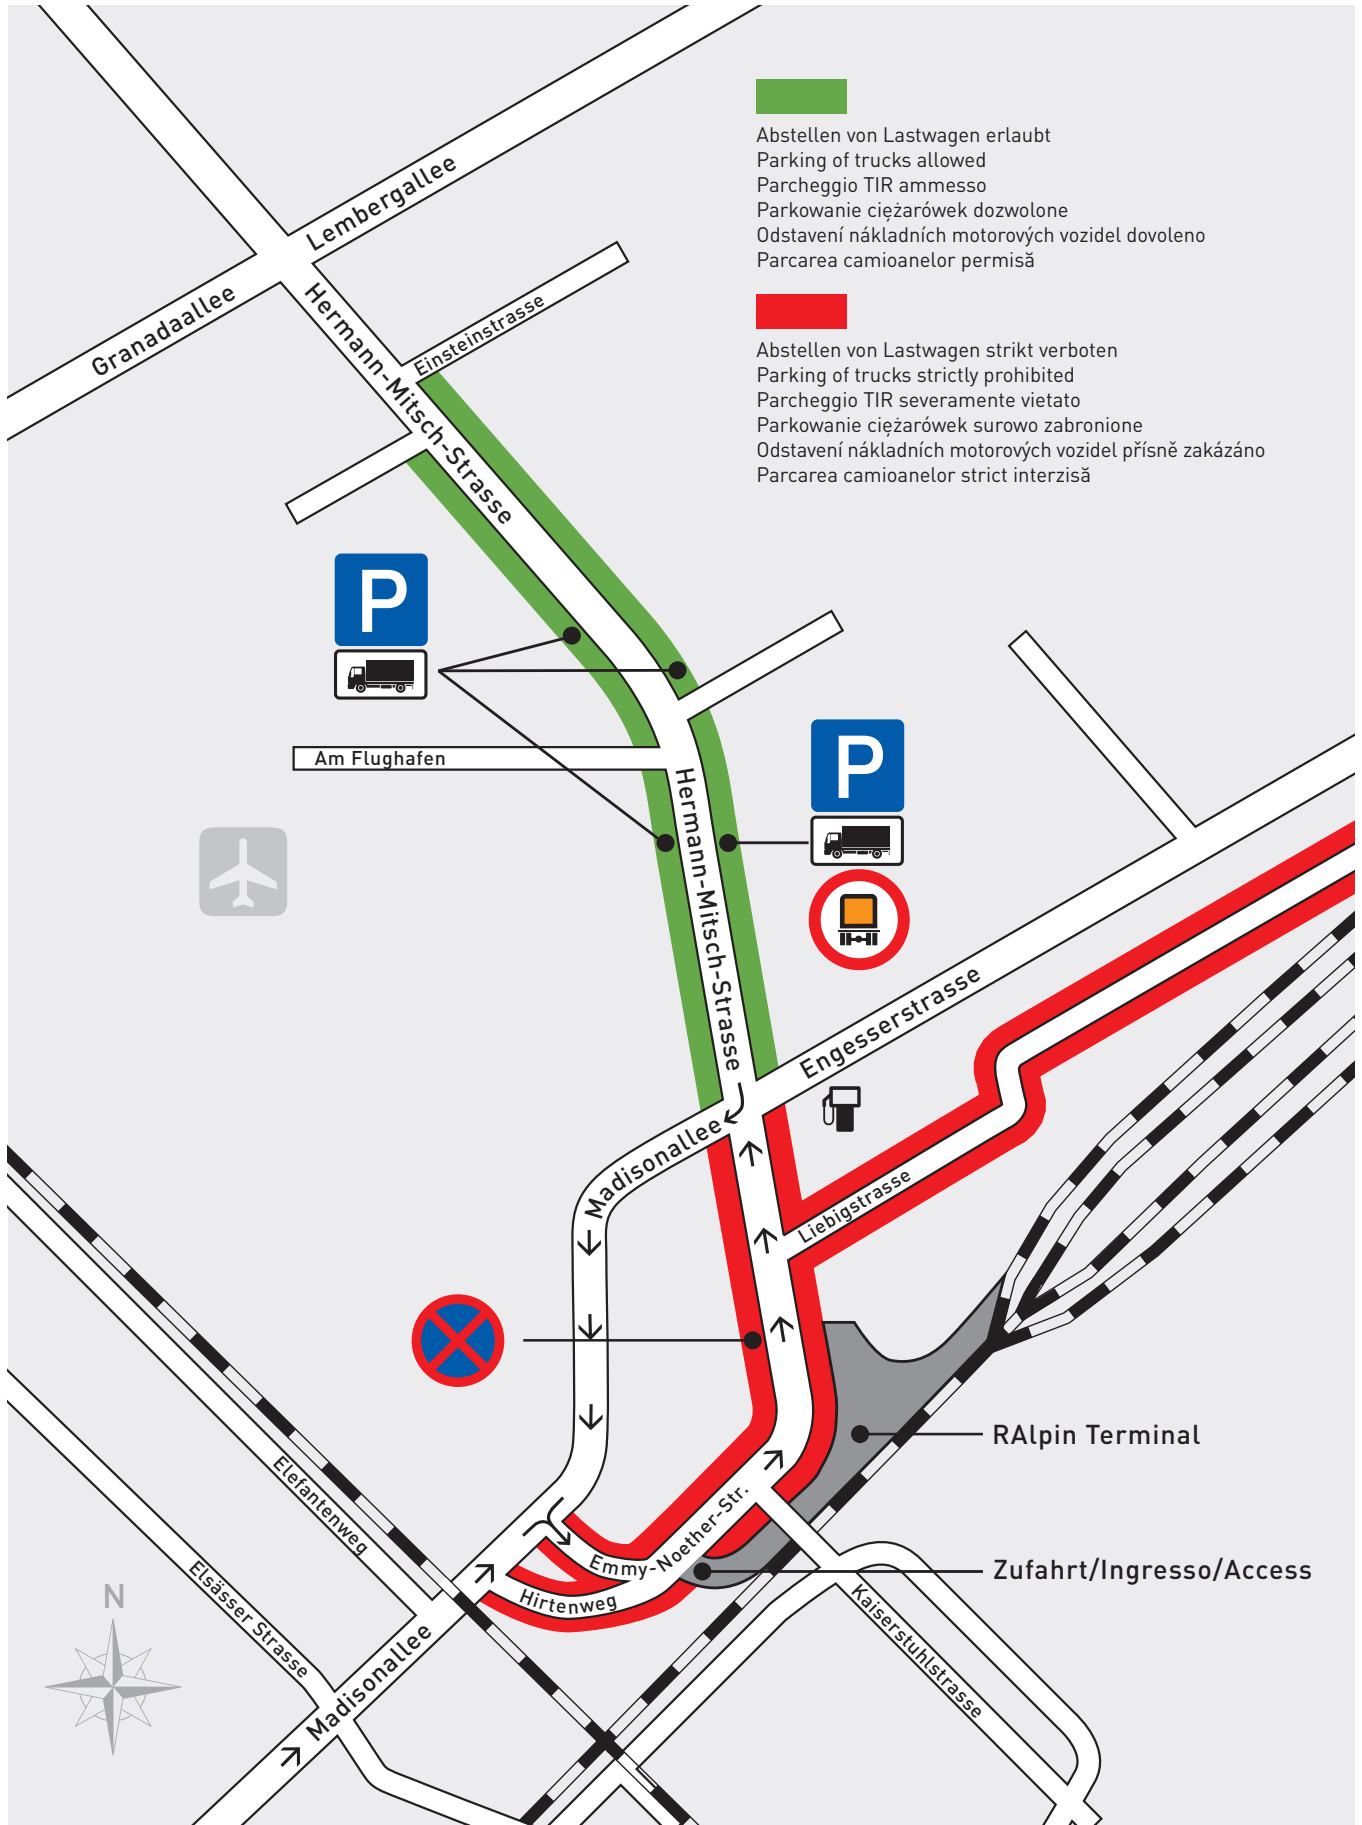 Abstellen von Lastwagen erlaubt
Parking of trucks allowed
Parcheggio TIR ammesso
Parkowanie ciężarówek dozwolone
Odstavení nákladních motorových vozidel dovoleno
Parcarea camioanelor permisă
Abstellen von Lastwagen strikt verboten
Parking of trucks strictly prohibited
Parcheggio TIR severamente vietato
Parkowanie ciężarówek surowo zabronione
Odstavení nákladních motorových vozidel přísně zakázáno
Parcarea camioanelor strict interzisă
Lembergallee
Granadaallee
Hermann-Mitsch-Strasse
Einsteinstrasse
P
Am Flughafen
P
Hermann-Mitsch-Strasse
Engesserstrasse
Madisonallee
Liebigstrasse
RAlpin Terminal
Elefantenweg
Emmy-Noether-Str.
Zufahrt/Ingresso/Access
Hirtenweg
Elsässer Strasse
Kaiserstuhlstrasse
N
Madisonallee